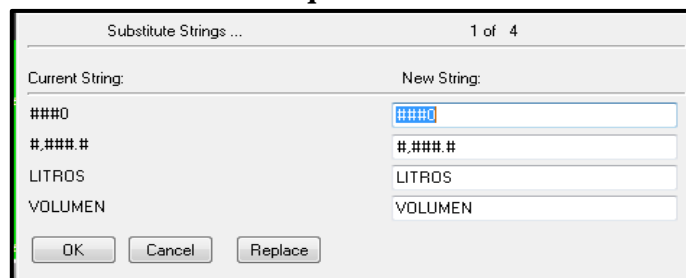 Substitute Strings ... 1 of 4
Current String: New String:
###0 ###0
#,###.# #,###.#
LITROS LITROS
VOLUMEN VOLUMEN
OK Cancel Replace